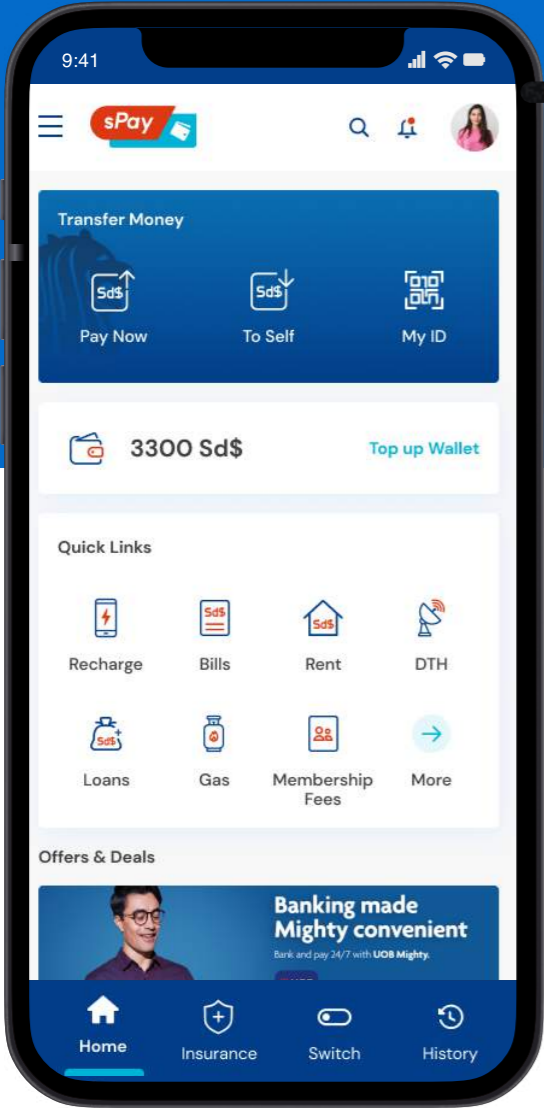 9:41
sPay
Transfer Money
Sd$
Sd$
Pay Now
To Self
My ID
3300 Sd$
Top up Wallet
Quick Links
Sd$
Sd$
Recharge
Bills
Rent
DTH
Sd$
Loans
Gas
Membership
Fees
More
Offers & Deals
Banking made
Mighty convenient
Bank and pay 24/7 with UOB Mighty.
Home
Insurance
Switch
History